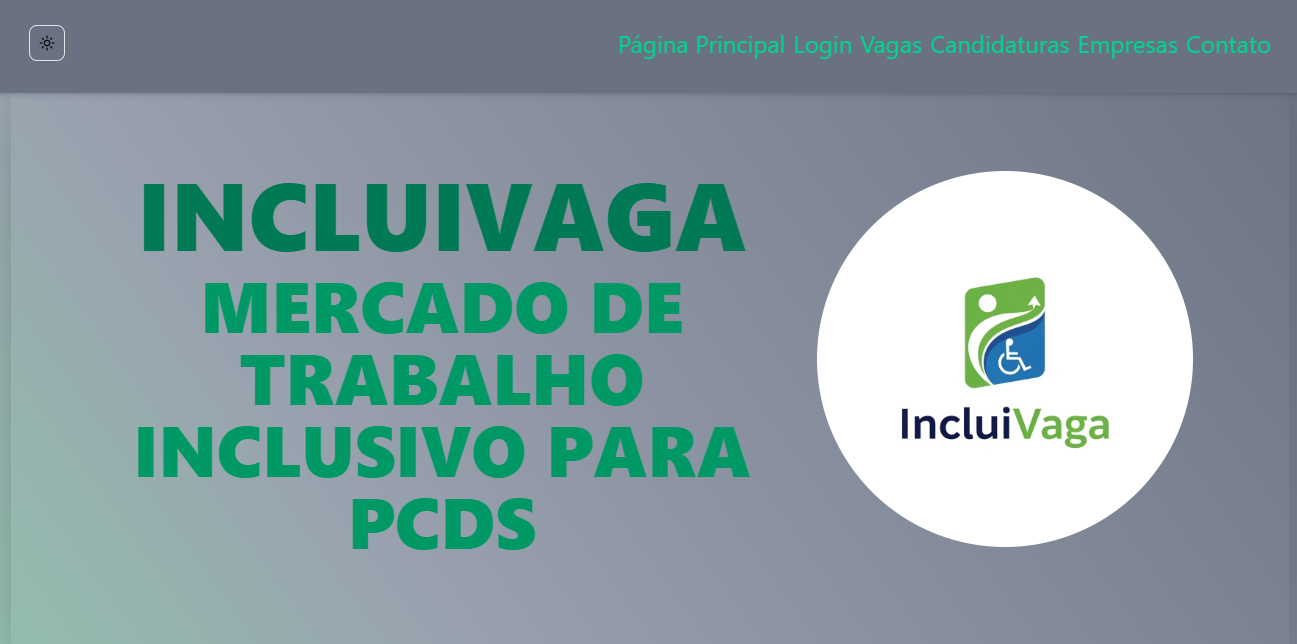 Página Principal Login Vagas Candidaturas Empresas Contato
INCLUIVAGA
MERCADO DE
TRABALHO
INCLUSIVO PARA
PCDS
IncluiVaga